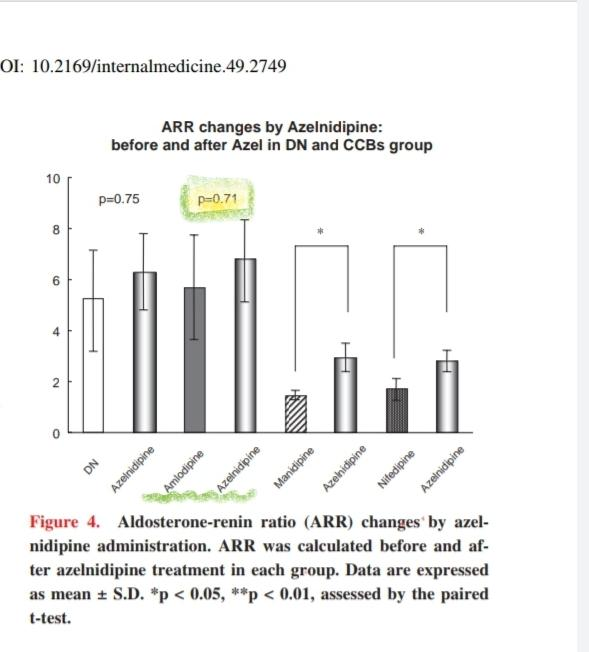 OI: 10.2169/internalmedicine.49.2749
ARR changes by Azelnidipine:
before and after Azel in DN and CCBs group
10
p=0.75
p=0.71
8
*
*
6
4
2
0
DN
Azelnidipine
Amlodipine
Azelnidipine
Manidipine
Azelnidipine
Nifedipine
Azelnidipine
Figure 4. Aldosterone-renin ratio (ARR) changes by azel-
nidipine administration. ARR was calculated before and af-
ter azelnidipine treatment in each group. Data are expressed
as mean ± S.D. *p < 0.05, **p < 0.01, assessed by the paired
t-test.